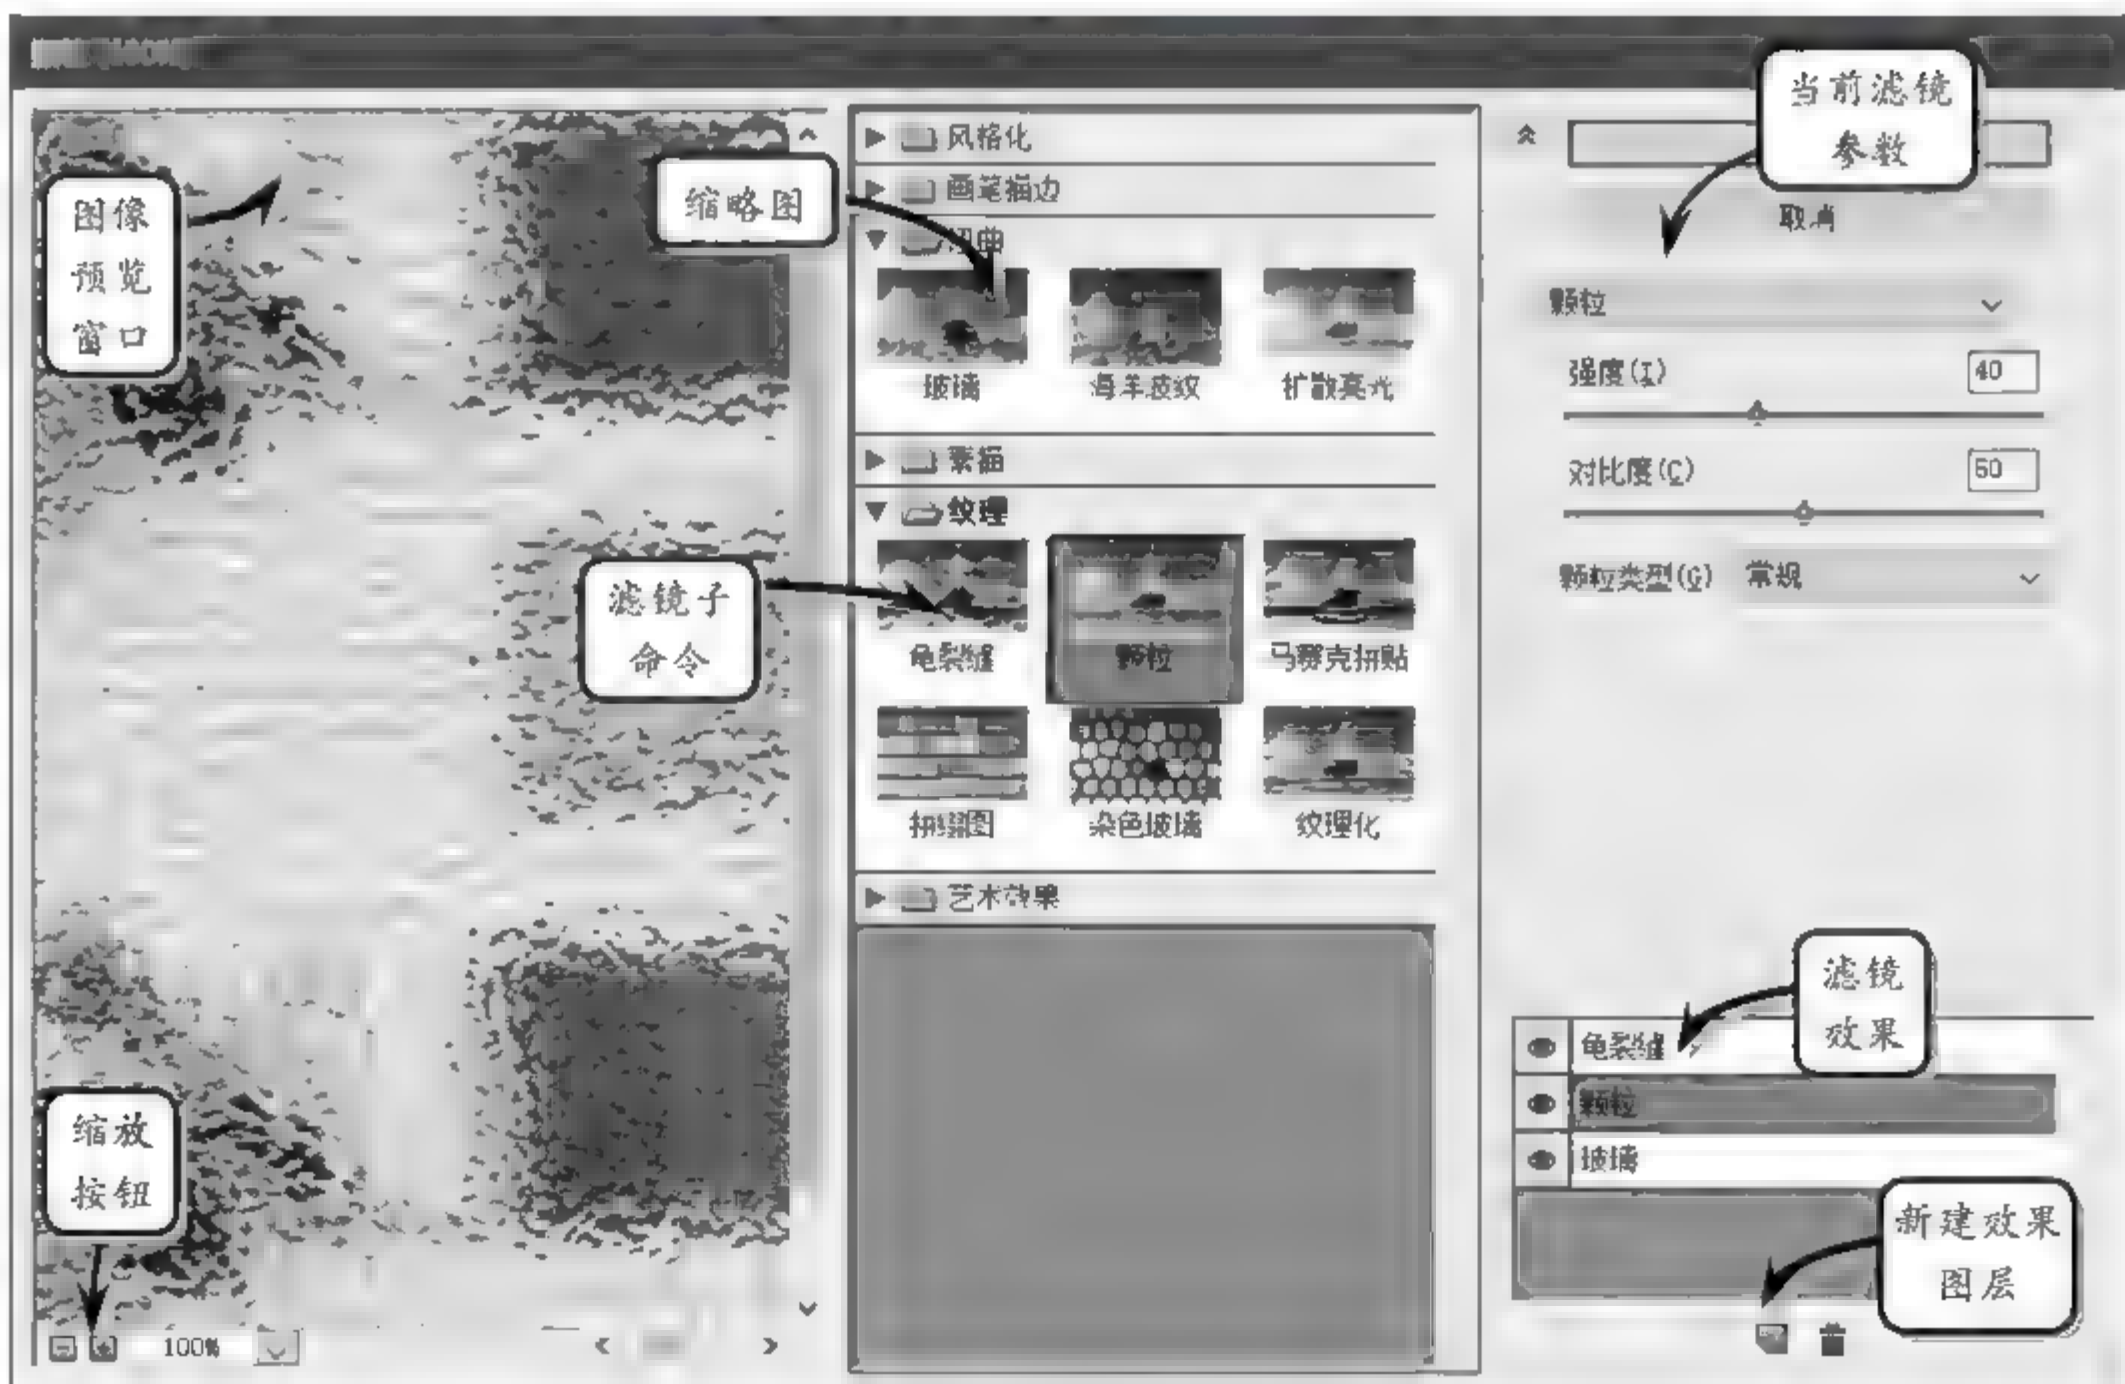 图像
预览
窗口
缩略图
滤镜子
命令
缩放
按钮
100%
风格化
画笔描边
玻璃
海洋波纹
扩散亮光
素描
纹理
龟裂缝
颗粒
马赛克拼贴
拼缀图
染色玻璃
纹理化
艺术效果
当前滤镜
参数
取消
颗粒
强度(I)
40
对比度(C)
60
颗粒类型(G)
常规
滤镜
效果
龟裂缝
颗粒
玻璃
新建效果
图层